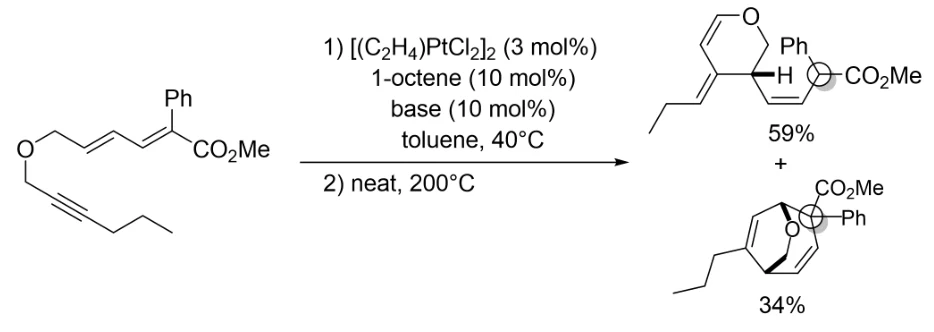 1) [(C₂H₄)PtCl₂]₂ (3 mol%)
1-octene (10 mol%)
base (10 mol%)
toluene, 40°C
2) neat, 200°C
Ph
O
CO₂Me
O
Ph
H
CO₂Me
59%
+
CO₂Me
O
Ph
34%